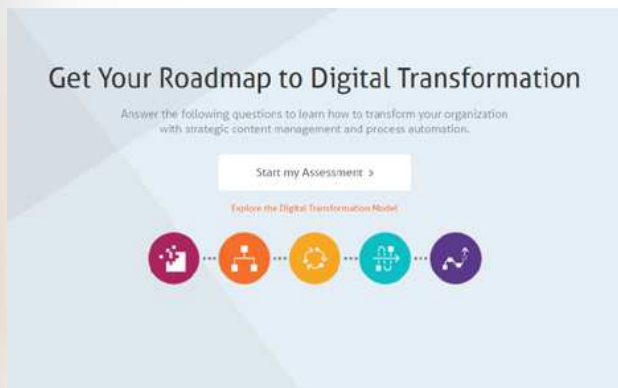 Get Your Roadmap to Digital Transformation
Answer the following questions to learn how to transform your organization
with strategic content management and process automation.
Start my Assessment >
Explore the Digital Transformation Model